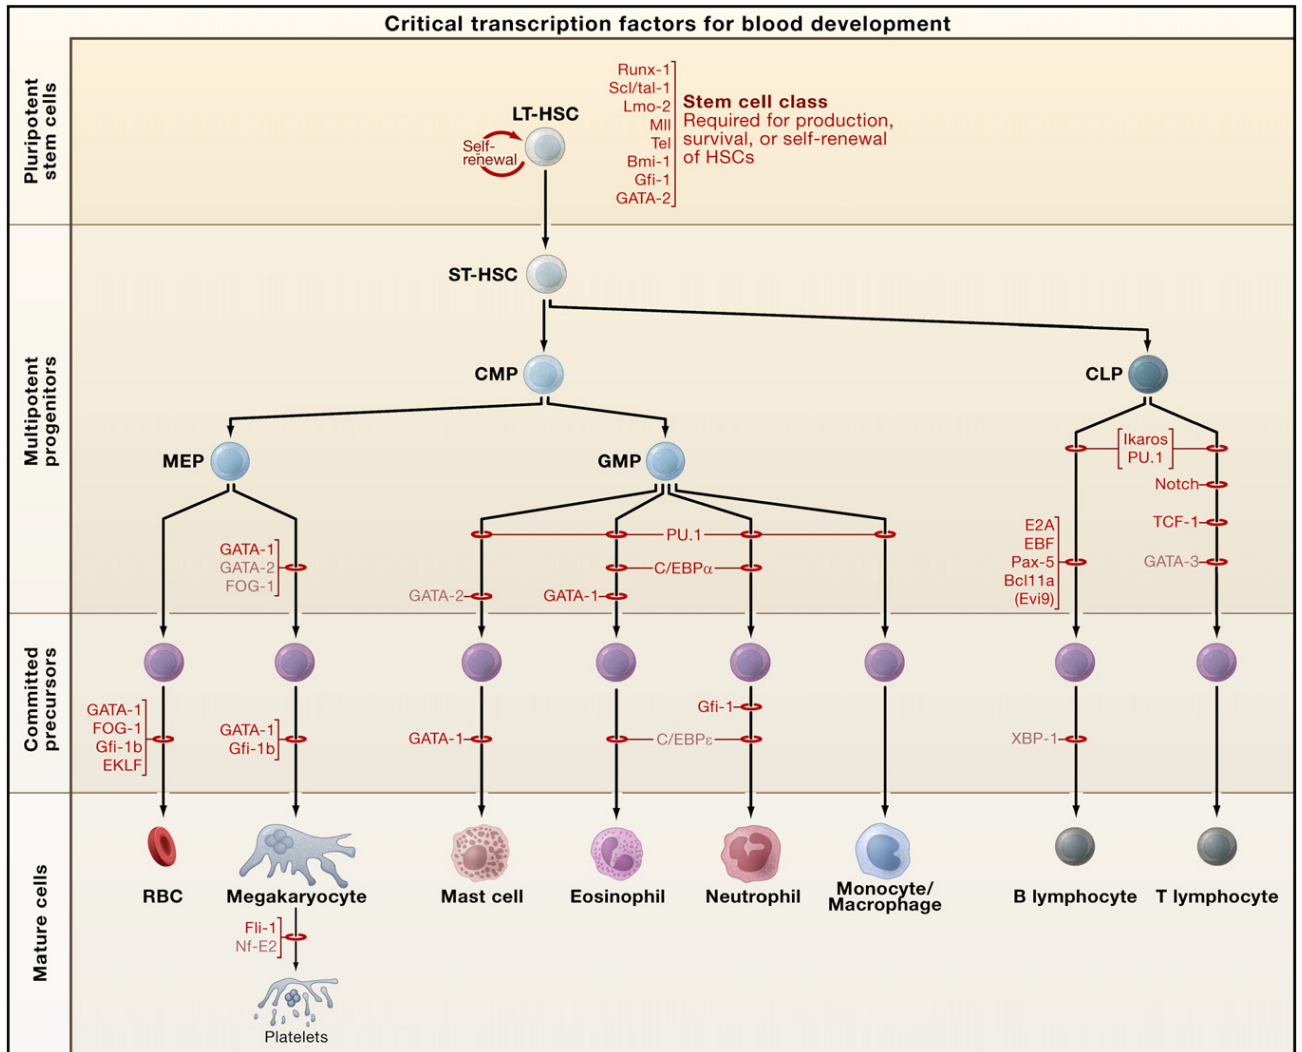 Critical transcription factors for blood development
Pluripotent
stem cells
LT-HSC
Self-
renewal
Runx-1
Scl/tal-1
Lmo-2
Mll
Tel
Bmi-1
Gfi-1
GATA-2
Stem cell class
Required for production,
survival, or self-renewal
of HSCs
Multipotent
progenitors
ST-HSC
CMP
CLP
MEP
GMP
Ikaros
PU.1
Notch
TCF-1
GATA-3
E2A
EBF
Pax-5
Bcl11a
(Evi9)
PU.1
C/EBPα
GATA-2
GATA-1
GATA-1
GATA-2
FOG-1
Committed
precursors
GATA-1
FOG-1
Gfi-1b
EKLF
GATA-1
Gfi-1b
GATA-1
Gfi-1
C/EBPε
XBP-1
Mature cells
RBC
Megakaryocyte
Mast cell
Eosinophil
Neutrophil
Monocyte/
Macrophage
B lymphocyte
T lymphocyte
Fli-1
Nf-E2
Platelets